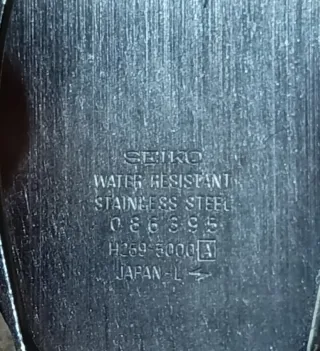 SEIKO
WATER RESISTANT
STAINLESS STEEL
086395
H259-5000 A
JAPAN-L